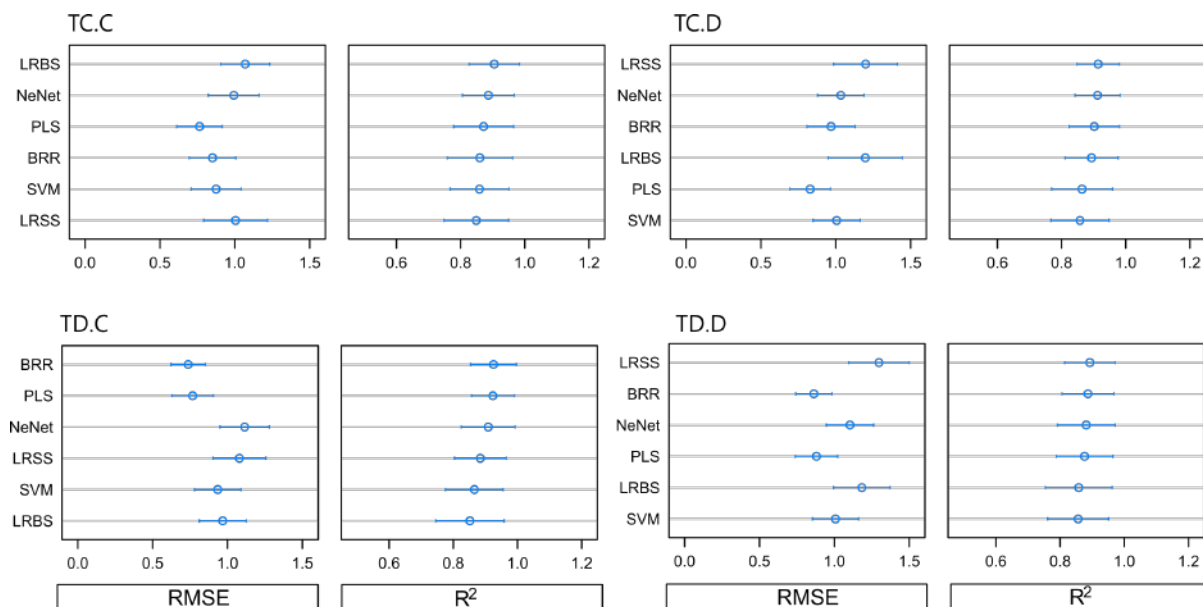 TC.C
LRBS
NeNet
PLS
BRR
SVM
LRSS
0.0 0.5 1.0 1.5
0.6 0.8 1.0 1.2
TC.D
LRSS
NeNet
BRR
LRBS
PLS
SVM
0.0 0.5 1.0 1.5
0.6 0.8 1.0 1.2
TD.C
BRR
PLS
NeNet
LRSS
SVM
LRBS
0.0 0.5 1.0 1.5
0.6 0.8 1.0 1.2
RMSE
R²
TD.D
LRSS
BRR
NeNet
PLS
LRBS
SVM
0.0 0.5 1.0 1.5
0.6 0.8 1.0 1.2
RMSE
R²